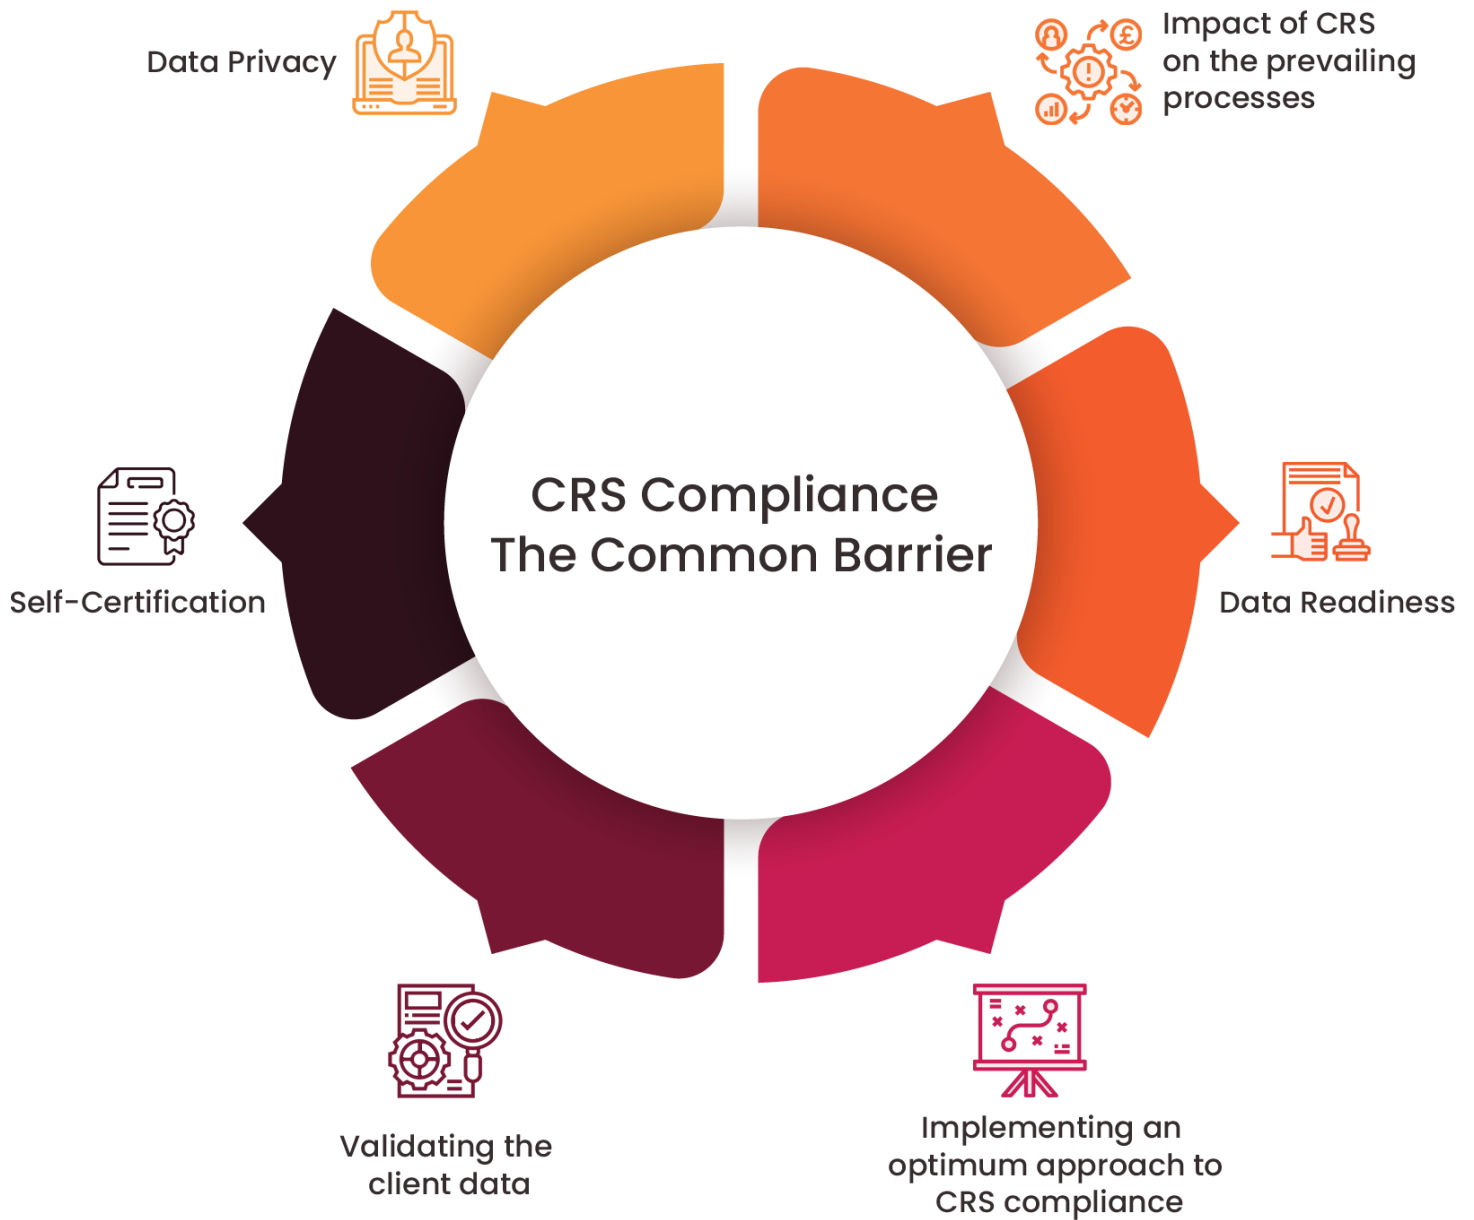 Data Privacy
Impact of CRS
on the prevailing
processes
CRS Compliance
The Common Barrier
Self-Certification
Data Readiness
Validating the
client data
Implementing an
optimum approach to
CRS compliance